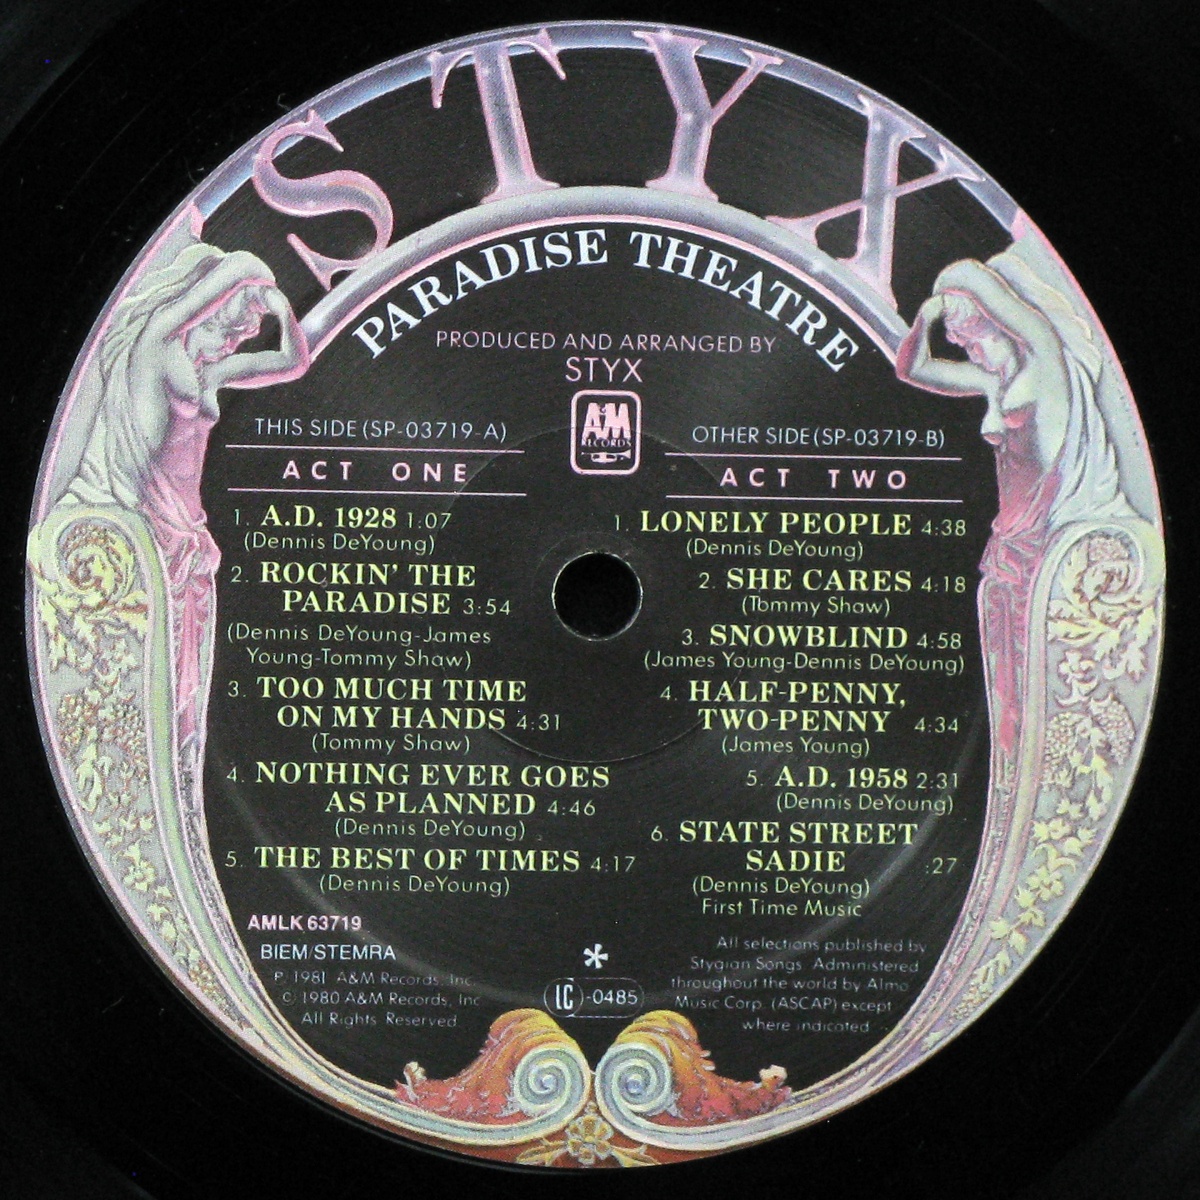 STYX
PARADISE THEATRE
PRODUCED AND ARRANGED BY
STYX
A&M
RECORDS
THIS SIDE (SP-03719-A)
ACT ONE
1. A.D. 1928 1:07
(Dennis DeYoung)
2. ROCKIN' THE
PARADISE 3:54
(Dennis DeYoung-James
Young-Tommy Shaw)
3. TOO MUCH TIME
ON MY HANDS 4:31
(Tommy Shaw)
4. NOTHING EVER GOES
AS PLANNED 4:46
(Dennis DeYoung)
5. THE BEST OF TIMES 4:17
(Dennis DeYoung)
AMLK 63719
BIEM/STEMRA
℗ 1981 A&M Records, Inc.
© 1980 A&M Records, Inc.
All Rights Reserved
OTHER SIDE (SP-03719-B)
ACT TWO
1. LONELY PEOPLE 4:38
(Dennis DeYoung)
2. SHE CARES 4:18
(Tommy Shaw)
3. SNOWBLIND 4:58
(James Young-Dennis DeYoung)
4. HALF-PENNY,
TWO-PENNY 4:34
(James Young)
5. A.D. 1958 2:31
(Dennis DeYoung)
6. STATE STREET
SADIE :27
(Dennis DeYoung)
First Time Music
All selections published by
Stygian Songs. Administered
throughout the world by Almo
Music Corp. (ASCAP) except
where indicated
*
LC-0485